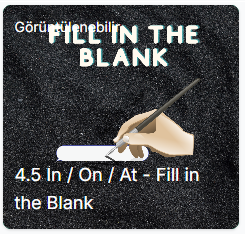 Görüntülenebilir
FILL IN THE
BLANK
4.5 In / On / At - Fill in
the Blank